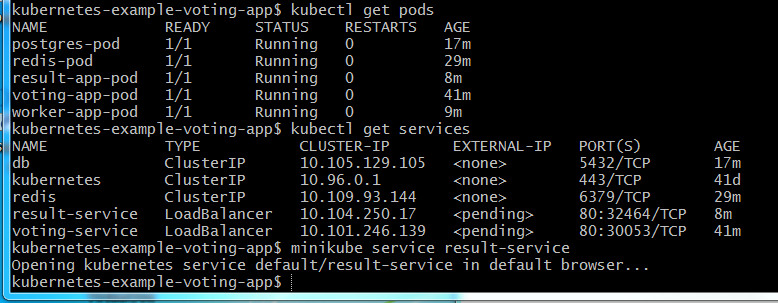 kubernetes-example-voting-app$ kubectl get pods
NAME READY STATUS RESTARTS AGE
postgres-pod 1/1 Running 0 17m
redis-pod 1/1 Running 0 29m
result-app-pod 1/1 Running 0 8m
voting-app-pod 1/1 Running 0 41m
worker-app-pod 1/1 Running 0 9m
kubernetes-example-voting-app$ kubectl get services
NAME TYPE CLUSTER-IP EXTERNAL-IP PORT(S) AGE
db ClusterIP 10.105.129.105 <none> 5432/TCP 17m
kubernetes ClusterIP 10.96.0.1 <none> 443/TCP 41d
redis ClusterIP 10.109.93.144 <none> 6379/TCP 29m
result-service LoadBalancer 10.104.250.17 <pending> 80:32464/TCP 8m
voting-service LoadBalancer 10.101.246.139 <pending> 80:30053/TCP 41m
kubernetes-example-voting-app$ minikube service result-service
Opening kubernetes service default/result-service in default browser...
kubernetes-example-voting-app$